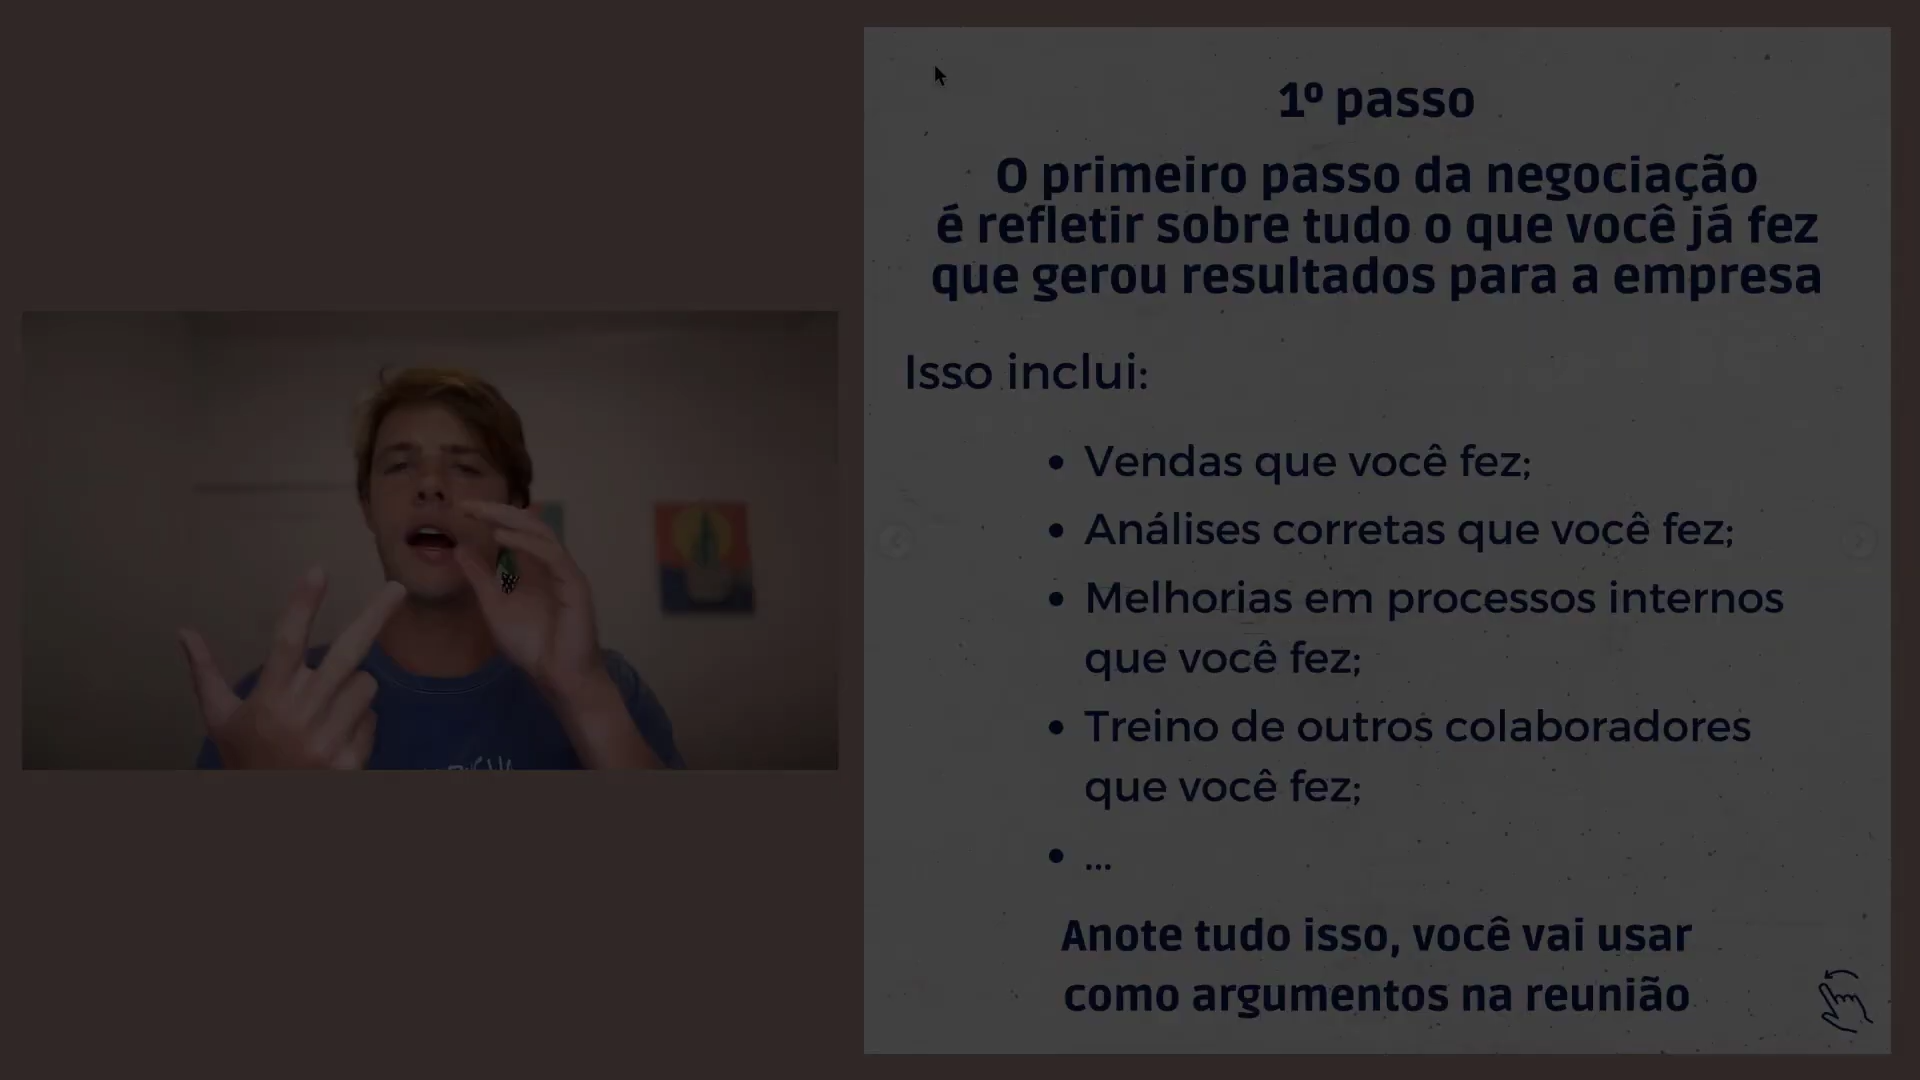 1º passo
O primeiro passo da negociação
é refletir sobre tudo o que você já fez
que gerou resultados para a empresa
Isso inclui:
• Vendas que você fez;
• Análises corretas que você fez;
• Melhorias em processos internos
que você fez;
• Treino de outros colaboradores
que você fez;
• ...
Anote tudo isso, você vai usar
como argumentos na reunião